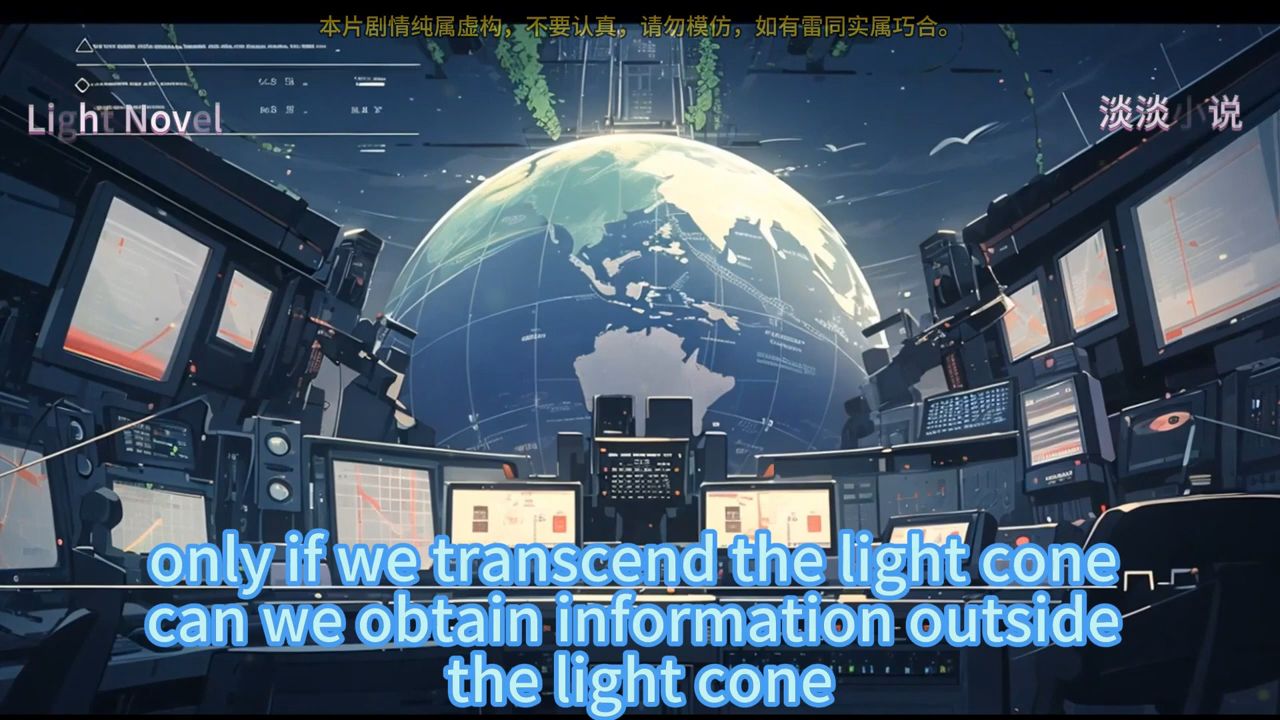 本片剧情纯属虚构，不要认真，请勿模仿，如有雷同实属巧合。
Light Novel
淡淡小说
only if we transcend the light cone
can we obtain information outside
the light cone